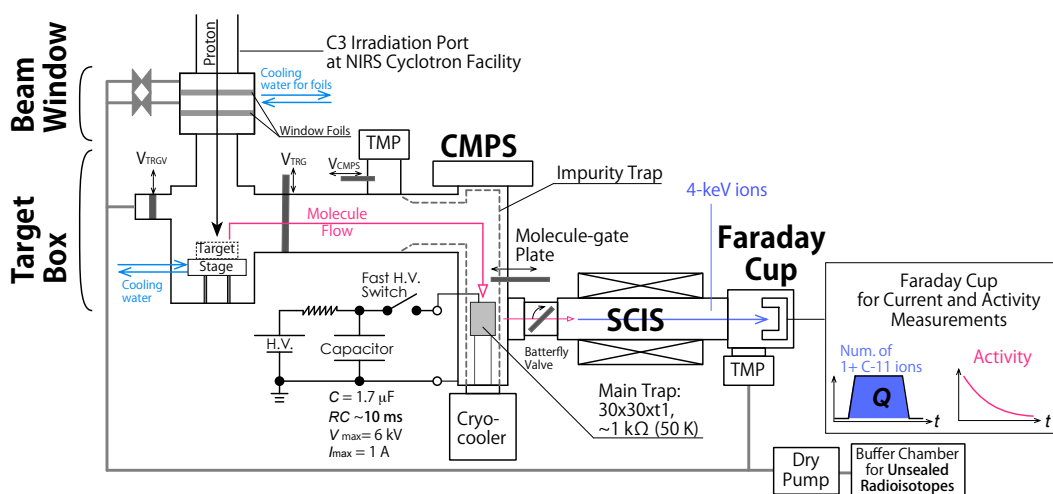 Proton
C3 Irradiation Port
at NIRS Cyclotron Facility
Beam
Window
Cooling
water for foils
Window Foils
TMP
CMPS
V_TRGV
V_TRG
V_CMPS
Impurity Trap
Target
Box
Molecule
Flow
4-keV ions
Target
Stage
Cooling
water
Molecule-gate
Plate
Faraday
Cup
Fast H.V.
Switch
SCIS
Batterfly
Valve
H.V.
Capacitor
TMP
C = 1.7 μF
RC ~10 ms
V max= 6 kV
Imax = 1 A
Cryo-
cooler
Main Trap:
30x30xt1,
~1 kΩ (50 K)
Faraday Cup
for Current and Activity
Measurements
Num. of
1+ C-11 ions
Q
t
Activity
t
Dry
Pump
Buffer Chamber
for Unsealed
Radioisotopes